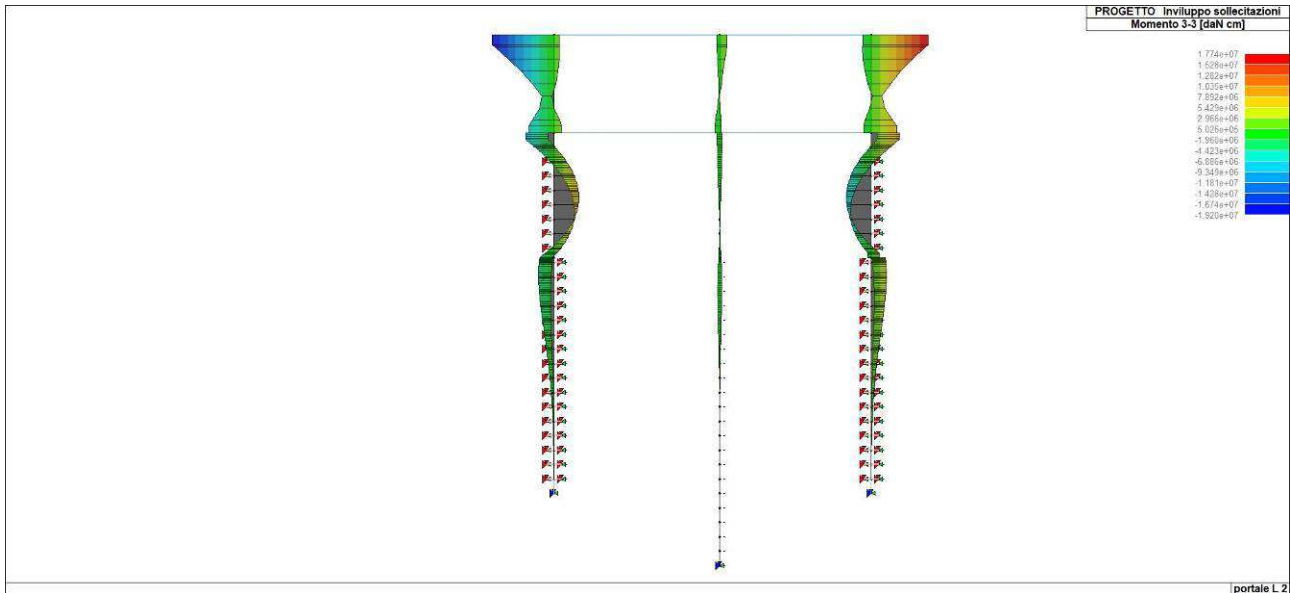 PROGETTO Inviluppo sollecitazioni
Momento 3-3 [daN cm]
1.774e+07
1.528e+07
1.282e+07
1.035e+07
7.892e+06
5.429e+06
2.966e+06
5.026e+05
-1.960e+06
-4.423e+06
-6.886e+06
-9.349e+06
-1.181e+07
-1.428e+07
-1.674e+07
-1.920e+07
portale L 2